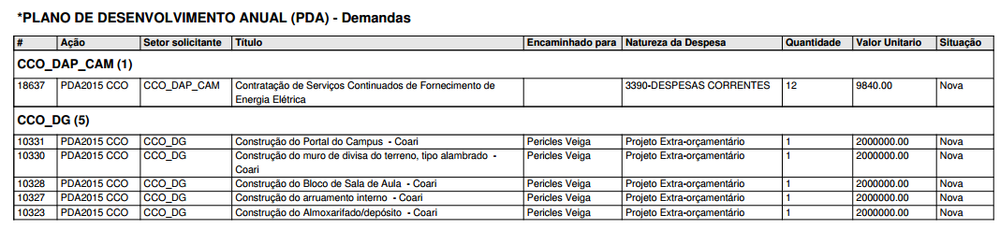 *PLANO DE DESENVOLVIMENTO ANUAL (PDA) - Demandas
# Ação Setor solicitante Título Encaminhado para Natureza da Despesa Quantidade Valor Unitario Situação
CCO_DAP_CAM (1)
18637 PDA2015 CCO CCO_DAP_CAM Contratação de Serviços Continuados de Fornecimento de 3390-DESPESAS CORRENTES 12 9840.00 Nova
Energia Elétrica
CCO_DG (5)
10331 PDA2015 CCO CCO_DG Construção do Portal do Campus - Coari Pericles Veiga Projeto Extra-orçamentário 1 2000000.00 Nova
10330 PDA2015 CCO CCO_DG Construção do muro de divisa do terreno, tipo alambrado - Pericles Veiga Projeto Extra-orçamentário 1 2000000.00 Nova
Coari
10328 PDA2015 CCO CCO_DG Construção do Bloco de Sala de Aula - Coari Pericles Veiga Projeto Extra-orçamentário 1 2000000.00 Nova
10327 PDA2015 CCO CCO_DG Construção do arruamento interno - Coari Pericles Veiga Projeto Extra-orçamentário 1 2000000.00 Nova
10323 PDA2015 CCO CCO_DG Construção do Almoxarifado/depósito - Coari Pericles Veiga Projeto Extra-orçamentário 1 2000000.00 Nova